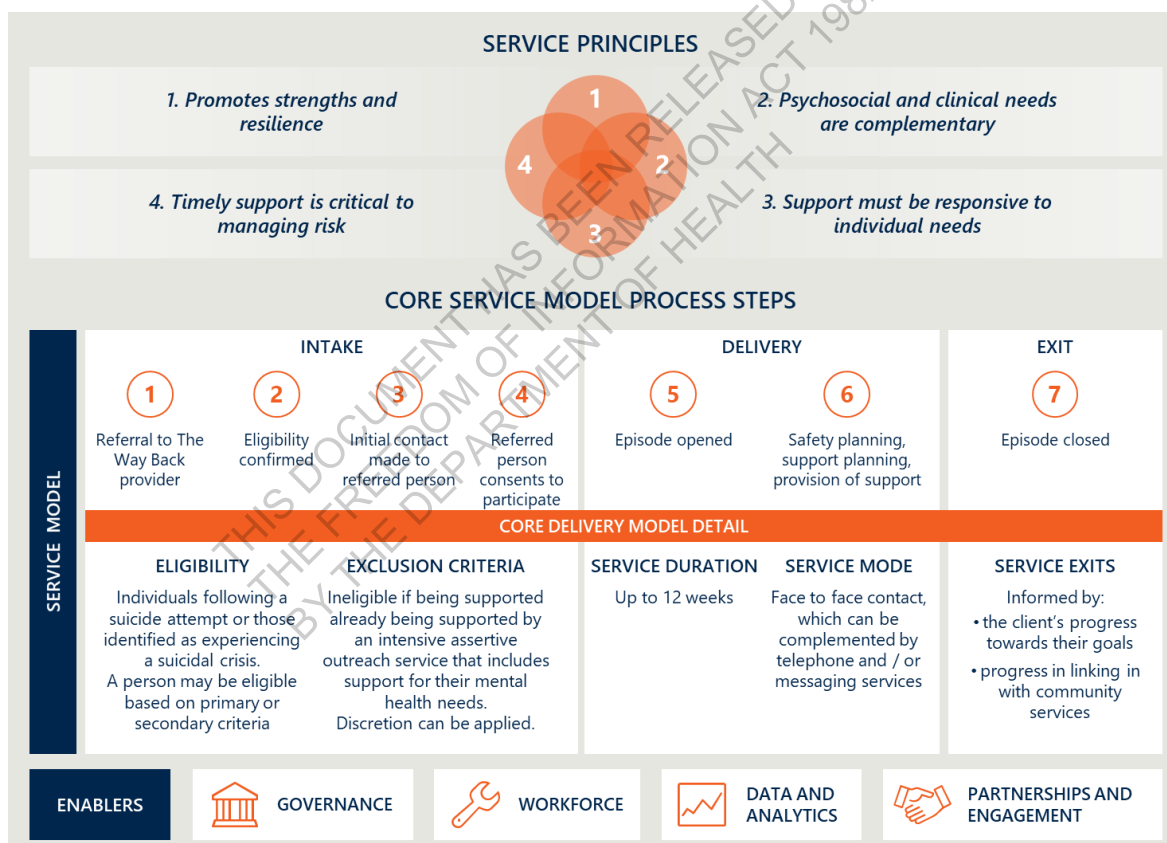 SERVICE PRINCIPLES
1. Promotes strengths and
resilience
2. Psychosocial and clinical needs
are complementary
4. Timely support is critical to
managing risk
3. Support must be responsive to
individual needs
1
4
2
3
CORE SERVICE MODEL PROCESS STEPS
SERVICE MODEL
INTAKE
1
Referral to The
Way Back
provider
2
Eligibility
confirmed
3
Initial contact
made to
referred person
4
Referred
person
consents to
participate
DELIVERY
5
Episode opened
6
Safety planning,
support planning,
provision of support
EXIT
7
Episode closed
CORE DELIVERY MODEL DETAIL
ELIGIBILITY
Individuals following a
suicide attempt or those
identified as experiencing
a suicidal crisis.
A person may be eligible
based on primary or
secondary criteria
EXCLUSION CRITERIA
Ineligible if being supported
already being supported by
an intensive assertive
outreach service that includes
support for their mental
health needs.
Discretion can be applied.
SERVICE DURATION
Up to 12 weeks
SERVICE MODE
Face to face contact,
which can be
complemented by
telephone and / or
messaging services
SERVICE EXITS
Informed by:
• the client's progress
towards their goals
• progress in linking in
with community
services
ENABLERS
GOVERNANCE
WORKFORCE
DATA AND
ANALYTICS
PARTNERSHIPS AND
ENGAGEMENT
THIS DOCUMENT HAS BEEN RELEASED
THE FREEDOM OF INFORMATION ACT
BY THE DEPARTMENT OF HEALTH